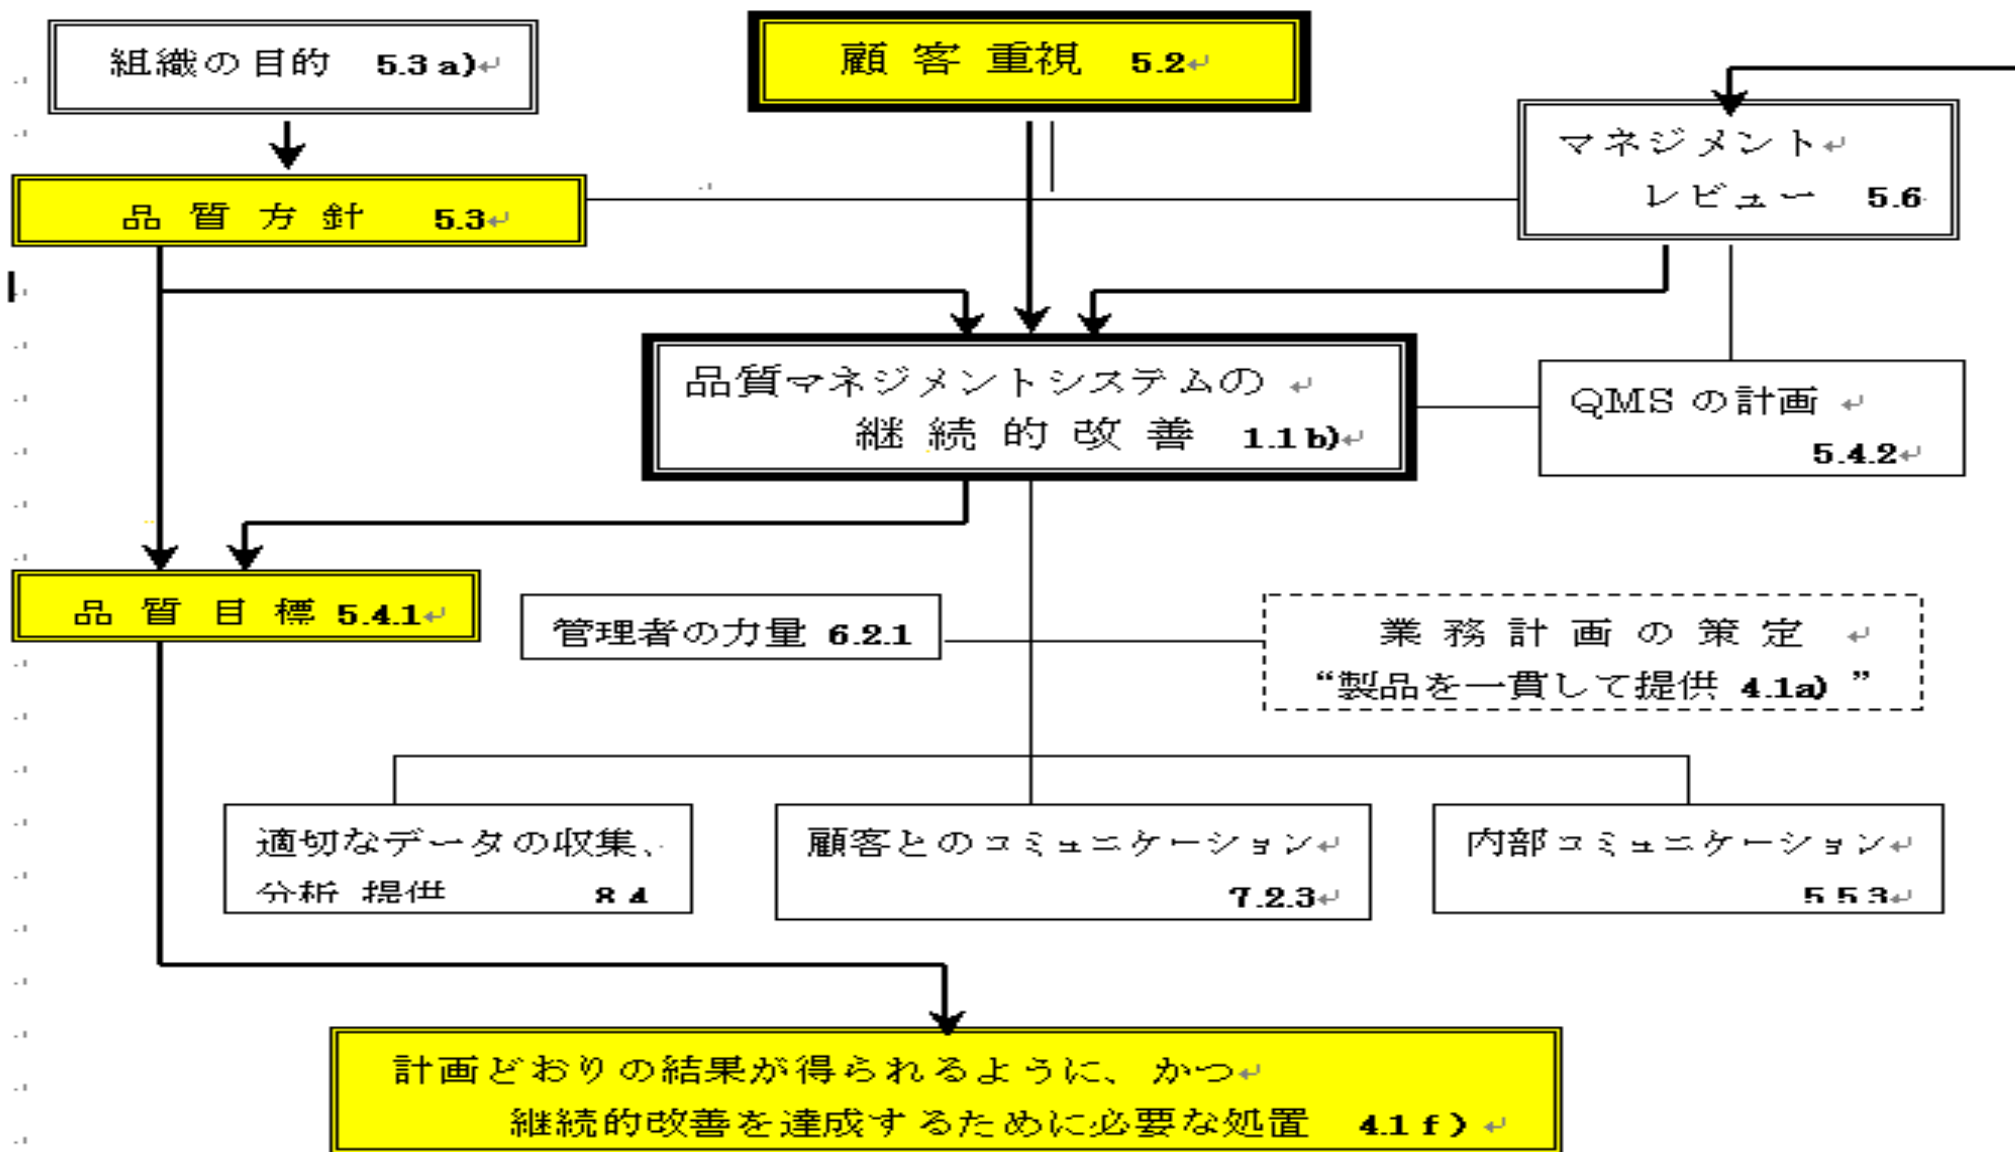 組織の目的 5.3 a)
顧 客 重視 5.2
マネジメント
レビュー 5.6
品 質 方 針 5.3
品質マネジメントシステムの
継 続 的 改 善 1.1 b)
QMS の計画
5.4.2
品 質 目 標 5.4.1
管理者の力量 6.2.1
業 務 計 画 の 策 定
“製品を一貫して提供 4.1a) ”
適切なデータの収集、
分析 提供 8.4
顧客とのコミュニケーション
7.2.3
内部コミュニケーション
5.5.3
計画どおりの結果が得られるように、かつ
継続的改善を達成するために必要な処置 4.1 f )